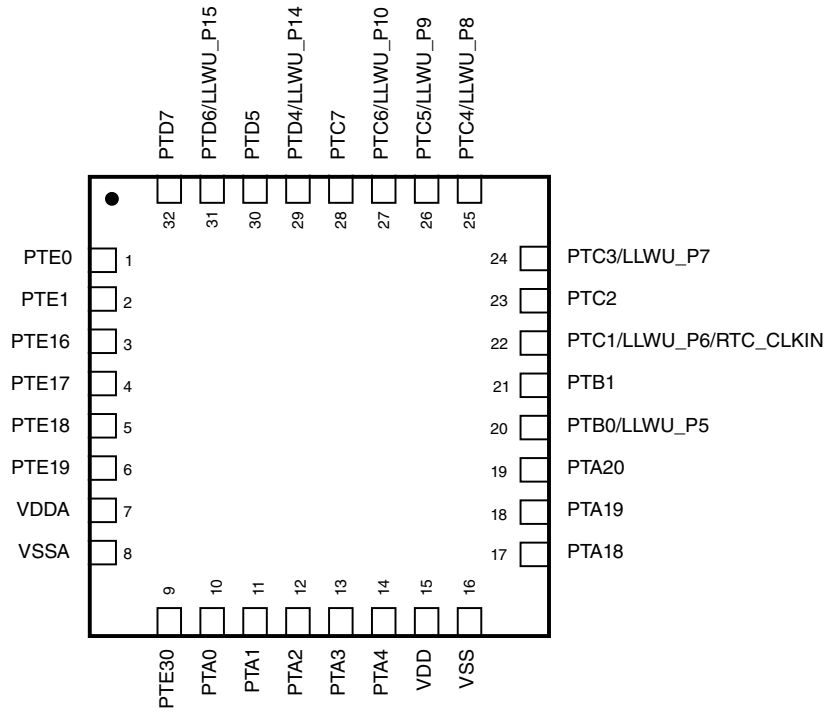 PTD7
PTD6/LLWU_P15
PTD5
PTD4/LLWU_P14
PTC7
PTC6/LLWU_P10
PTC5/LLWU_P9
PTC4/LLWU_P8
32
31
30
29
28
27
26
25
PTE0 1
PTE1 2
PTE16 3
PTE17 4
PTE18 5
PTE19 6
VDDA 7
VSSA 8
24 PTC3/LLWU_P7
23 PTC2
22 PTC1/LLWU_P6/RTC_CLKIN
21 PTB1
20 PTB0/LLWU_P5
19 PTA20
18 PTA19
17 PTA18
9
10
11
12
13
14
15
16
PTE30
PTA0
PTA1
PTA2
PTA3
PTA4
VDD
VSS